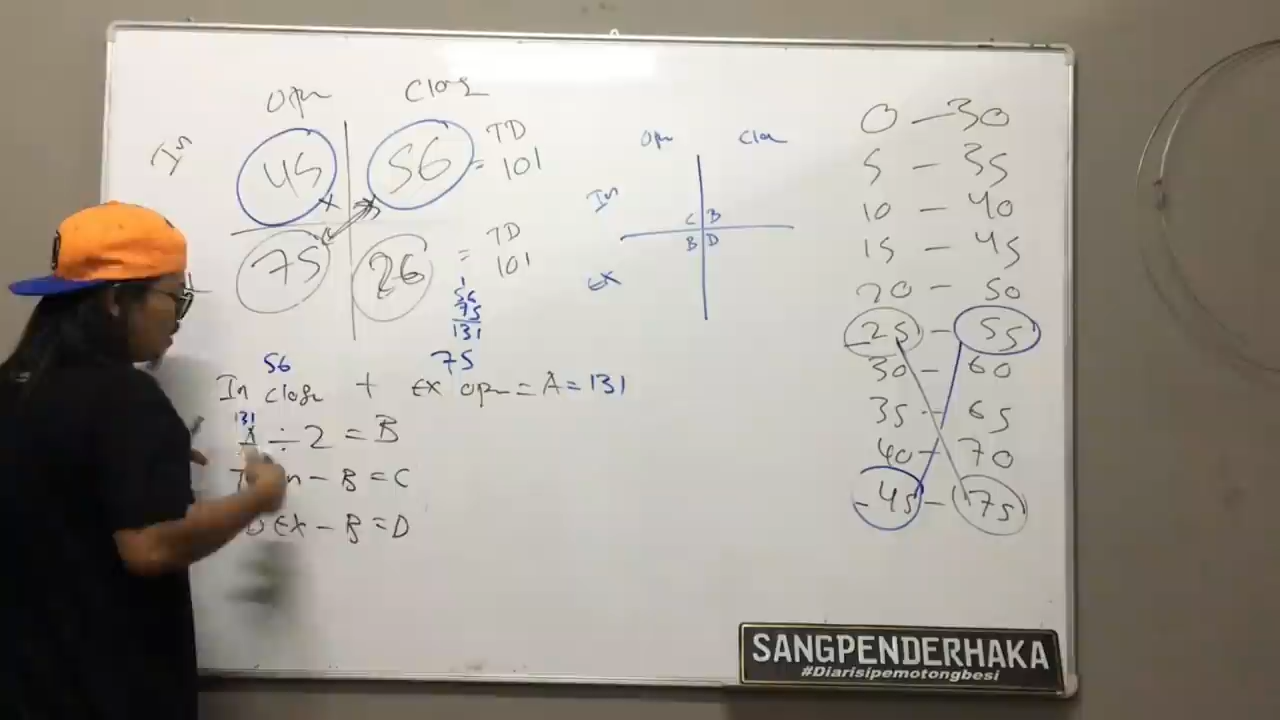 Open Close
In 45 56 = TD 101
75 26 = TD 101
1
56
75
131
56 75
In close + EX open = A = 131
131
A ÷ 2 = B
n - B = C
EX - B = D
Open Close
In C B
EX B D
0 - 30
5 - 35
10 - 40
15 - 45
20 - 50
25 - 55
30 - 60
35 - 65
40 - 70
45 - 75
SANGPENDERHAKA
#Diarisipemotongbesi